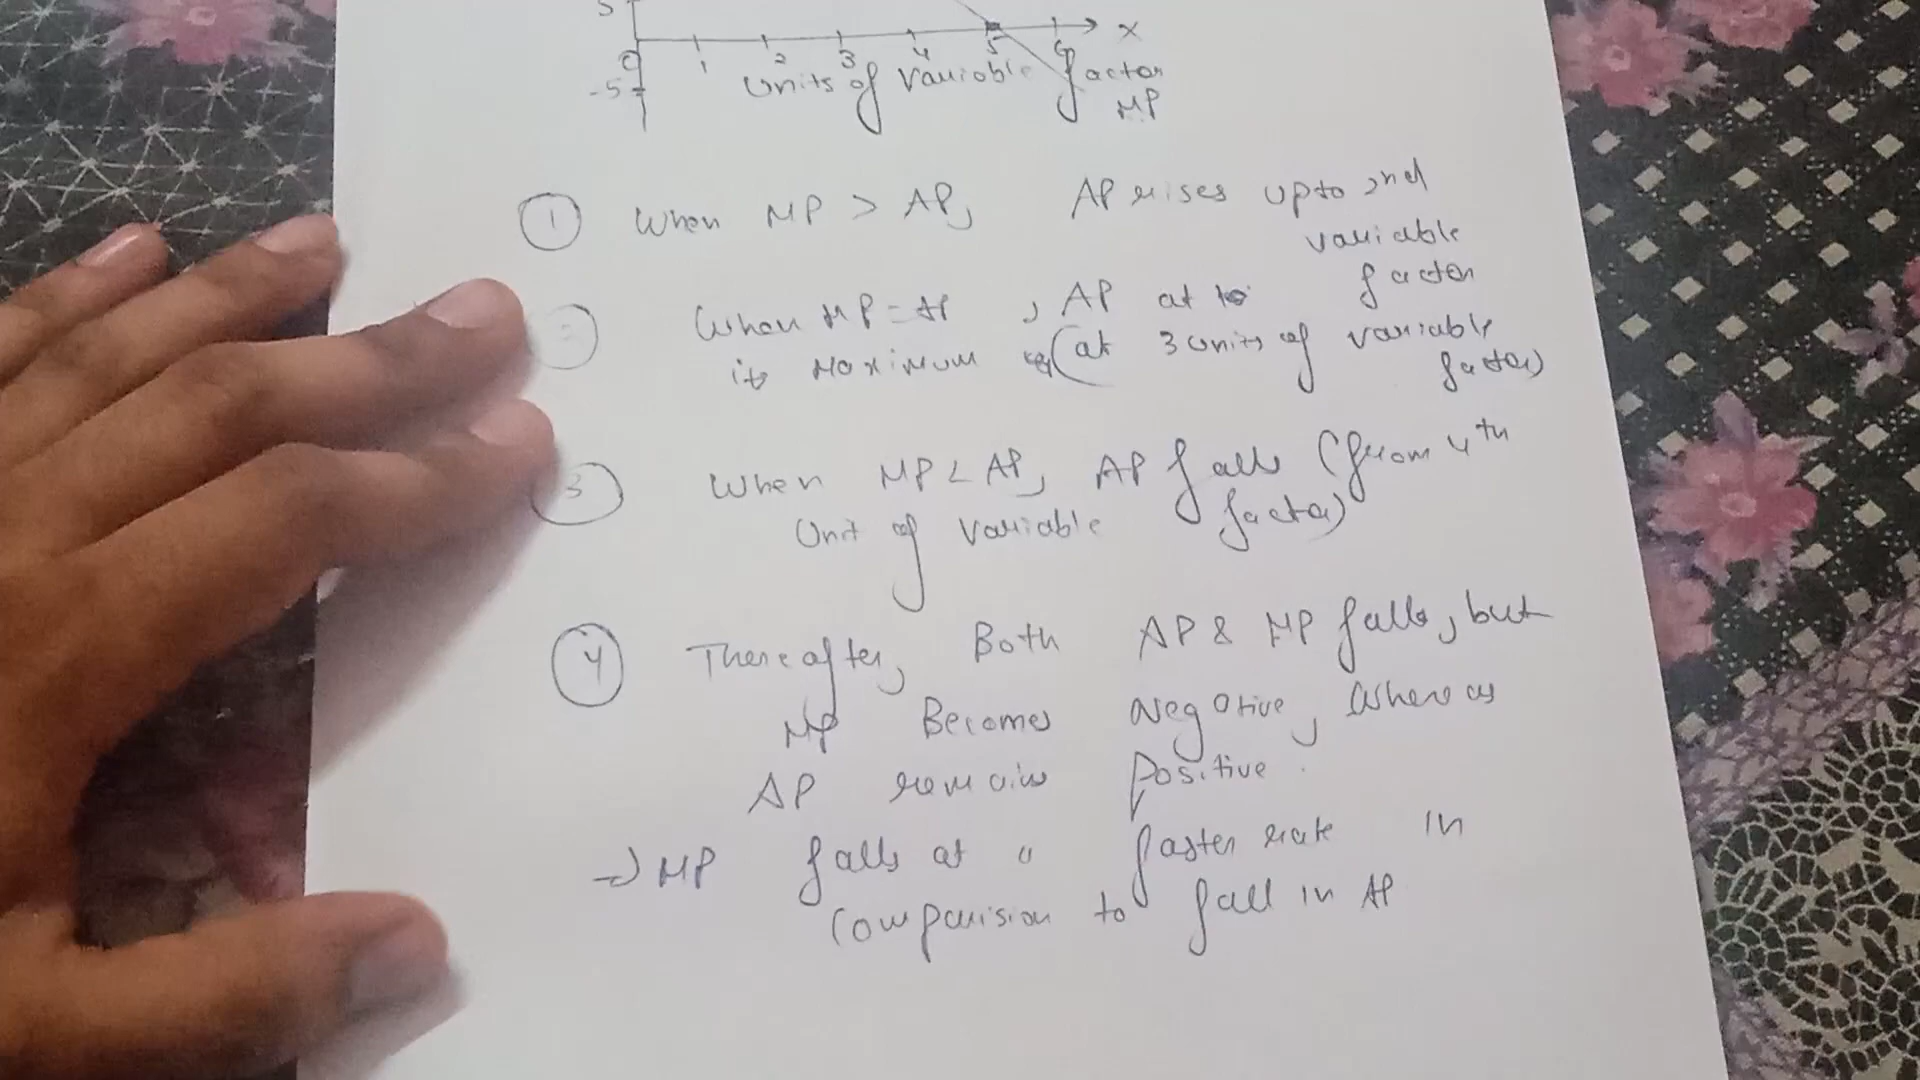 5
0 1 2 3 4 5 6 x
-5 Units of variable factor
MP
① When MP > AP, AP rises upto 2nd
variable
factor
② When MP = AP, AP at
its Maximum (at 3 units of variable
factor)
③ When MP < AP, AP falls (from 4th
Unit of variable factor)
④ Thereafter, Both AP & MP falls, but
MP Becomes Negative, whereas
AP remains Positive.
→ MP falls at a faster rate in
Comparision to fall in AP